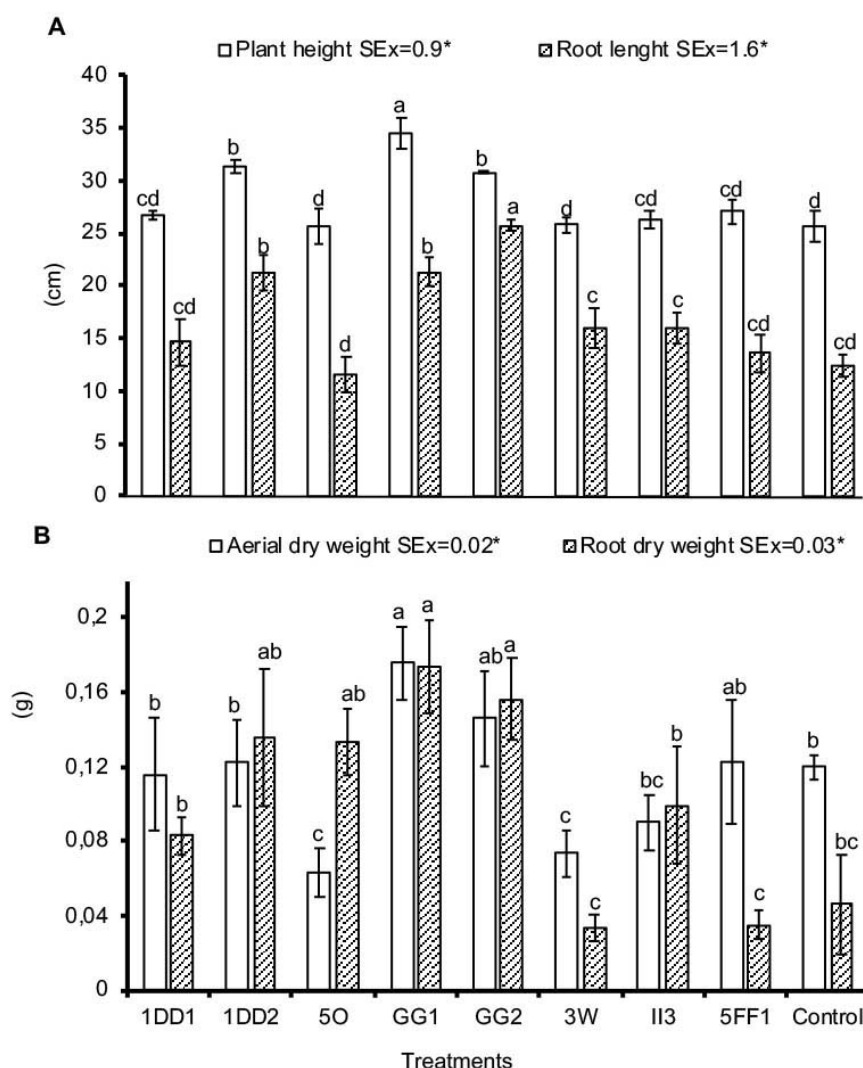 A
Plant height SEx=0.9* Root lenght SEx=1.6*
40
35
30
25
20
15
10
5
0
(cm)
cd cd b b d d a b b a d c cd c cd cd d cd
B
Aerial dry weight SEx=0.02* Root dry weight SEx=0.03*
0,2
0,16
0,12
0,08
0,04
0
(g)
b b b ab c ab a a ab a c c bc b ab c b bc
1DD1 1DD2 5O GG1 GG2 3W II3 5FF1 Control
Treatments